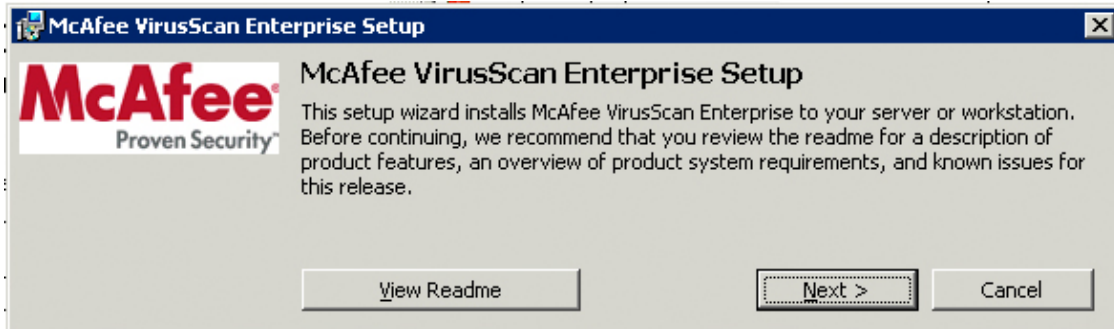 McAfee VirusScan Enterprise Setup
McAfee
Proven Security™
McAfee VirusScan Enterprise Setup
This setup wizard installs McAfee VirusScan Enterprise to your server or workstation.
Before continuing, we recommend that you review the readme for a description of
product features, an overview of product system requirements, and known issues for
this release.
View Readme
Next >
Cancel